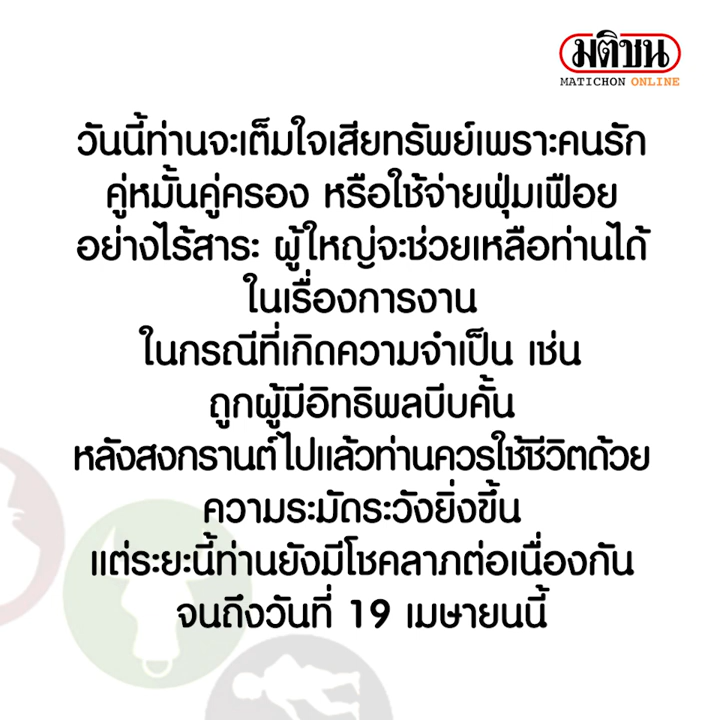 มติชน
MATICHON ONLINE
วันนี้ท่านจะเต็มใจเสียทรัพย์เพราะคนรัก
คู่หมั้นคู่ครอง หรือใช้จ่ายฟุ่มเฟือย
อย่างไร้สาระ ผู้ใหญ่จะช่วยเหลือท่านได้
ในเรื่องการงาน
ในกรณีที่เกิดความจำเป็น เช่น
ถูกผู้มีอิทธิพลบีบคั้น
หลังสงกรานต์ไปแล้วท่านควรใช้ชีวิตด้วย
ความระมัดระวังยิ่งขึ้น
แต่ระยะนี้ท่านยังมีโชคลาภต่อเนื่องกัน
จนถึงวันที่ 19 เมษายนนี้